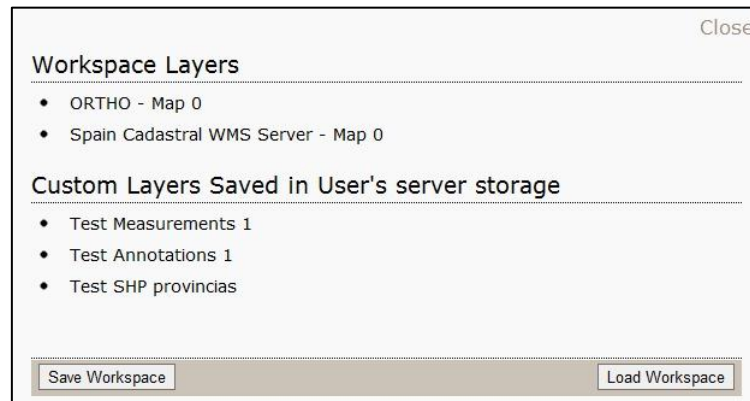 Close
Workspace Layers
ORTHO - Map 0
Spain Cadastral WMS Server - Map 0
Custom Layers Saved in User's server storage
Test Measurements 1
Test Annotations 1
Test SHP provincias
Save Workspace
Load Workspace